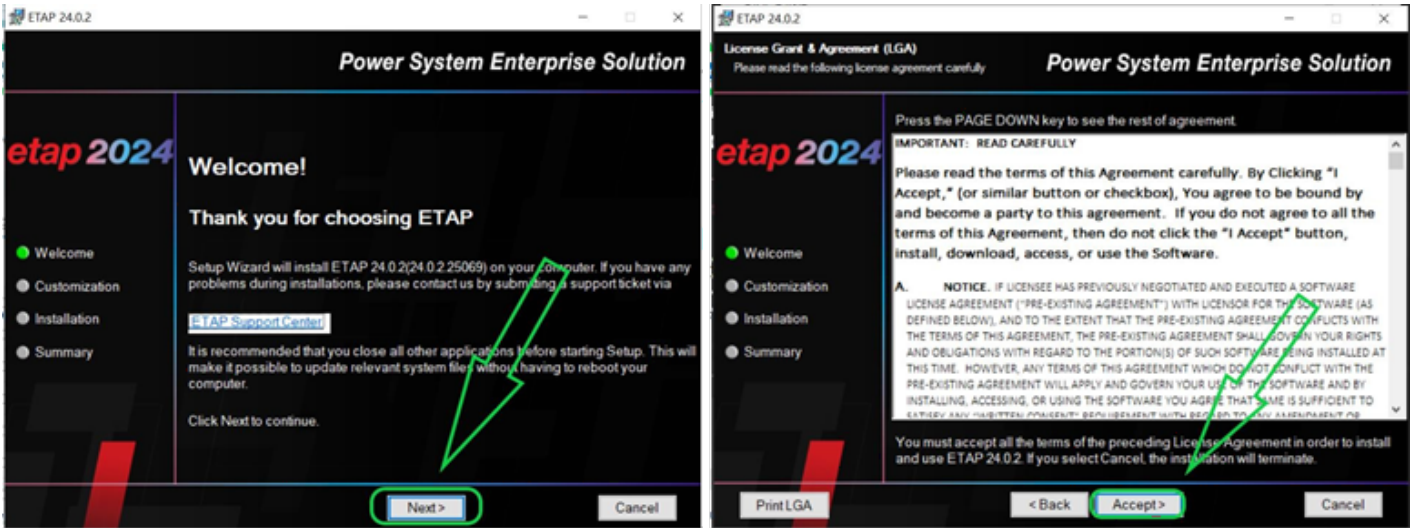 ETAP 24.0.2
Power System Enterprise Solution
etap 2024
Welcome
Customization
Installation
Summary
Welcome!
Thank you for choosing ETAP
Setup Wizard will install ETAP 24.0.2(24.0.2.25069) on your computer. If you have any
problems during installations, please contact us by submitting a support ticket via
ETAP Support Center
It is recommended that you close all other applications before starting Setup. This will
make it possible to update relevant system files without having to reboot your
computer.
Click Next to continue.
Next >
Cancel
ETAP 24.0.2
License Grant & Agreement (LGA)
Please read the following license agreement carefully
Power System Enterprise Solution
etap 2024
Welcome
Customization
Installation
Summary
Press the PAGE DOWN key to see the rest of agreement.
IMPORTANT: READ CAREFULLY
Please read the terms of this Agreement carefully. By Clicking "I
Accept," (or similar button or checkbox), You agree to be bound by
and become a party to this agreement. If you do not agree to all the
terms of this Agreement, then do not click the "I Accept" button,
install, download, access, or use the Software.
A. NOTICE. IF LICENSEE HAS PREVIOUSLY NEGOTIATED AND EXECUTED A SOFTWARE
LICENSE AGREEMENT ("PRE-EXISTING AGREEMENT") WITH LICENSOR FOR THE SOFTWARE (AS
DEFINED BELOW), AND TO THE EXTENT THAT THE PRE-EXISTING AGREEMENT CONFLICTS WITH
THE TERMS OF THIS AGREEMENT, THE PRE-EXISTING AGREEMENT SHALL GOVERN YOUR RIGHTS
AND OBLIGATIONS WITH REGARD TO THE PORTION(S) OF SUCH SOFTWARE BEING INSTALLED AT
THIS TIME. HOWEVER, ANY TERMS OF THIS AGREEMENT WHICH DO NOT CONFLICT WITH THE
PRE-EXISTING AGREEMENT WILL APPLY AND GOVERN YOUR USE OF THE SOFTWARE AND BY
INSTALLING, ACCESSING, OR USING THE SOFTWARE YOU AGREE THAT SAME IS SUFFICIENT TO
SATISFY ANY "WRITTEN CONSENT" REQUIREMENT WITH REGARD TO ANY AMENDMENT OR
You must accept all the terms of the preceding License Agreement in order to install
and use ETAP 24.0.2. If you select Cancel, the installation will terminate.
Print LGA
< Back
Accept >
Cancel